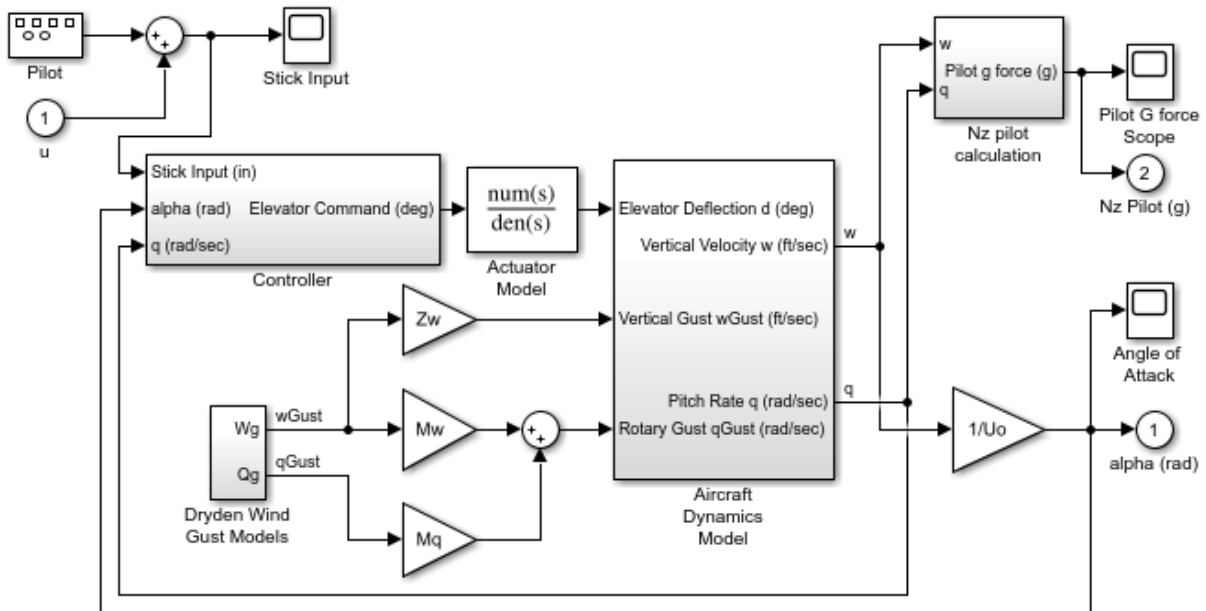 Pilot
+
+
Stick Input
1
u
w
Pilot g force (g)
q
Nz pilot
calculation
Pilot G force
Scope
2
Nz Pilot (g)
Stick Input (in)
alpha (rad)
Elevator Command (deg)
q (rad/sec)
Controller
num(s)
den(s)
Actuator
Model
Elevator Deflection d (deg)
Vertical Velocity w (ft/sec)
w
Vertical Gust wGust (ft/sec)
Pitch Rate q (rad/sec)
q
Rotary Gust qGust (rad/sec)
Aircraft
Dynamics
Model
Zw
Mw
Mq
+
+
Wg
wGust
Qg
qGust
Dryden Wind
Gust Models
Angle of
Attack
1/Uo
1
alpha (rad)